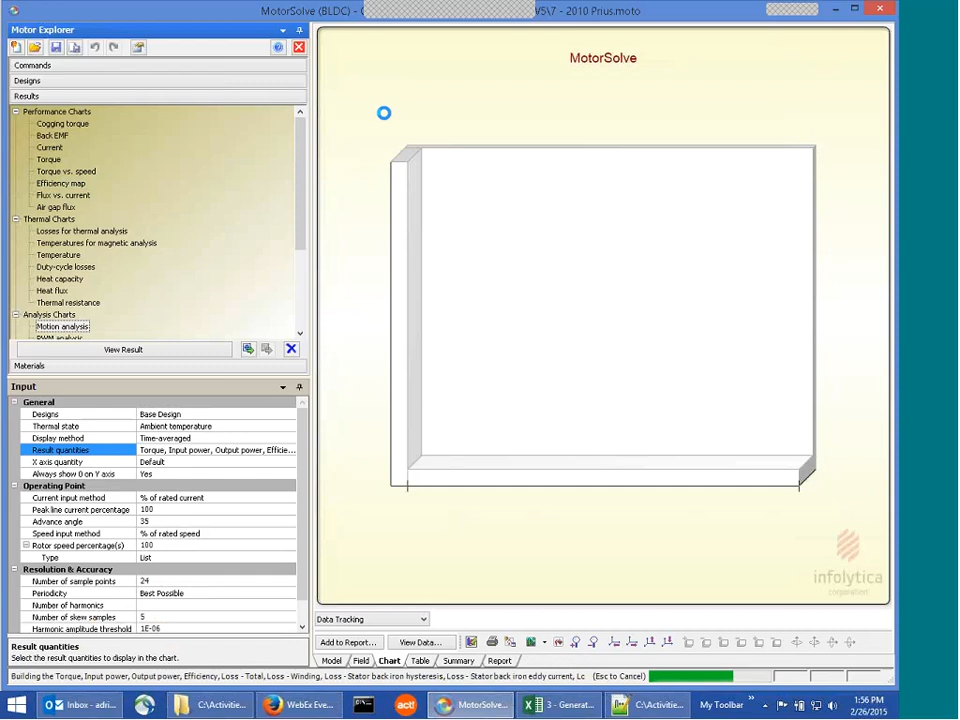 MotorSolve (BLDC) -
V5\7 - 2010 Prius.moto
Motor Explorer
Commands
Designs
Results
Performance Charts
Cogging torque
Back EMF
Current
Torque
Torque vs. speed
Efficiency map
Flux vs. current
Air gap flux
Thermal Charts
Losses for thermal analysis
Temperatures for magnetic analysis
Temperature
Duty-cycle losses
Heat capacity
Heat flux
Thermal resistance
Analysis Charts
Motion analysis
PWM analysis
View Result
Materials
Input
General
Designs Base Design
Thermal state Ambient temperature
Display method Time-averaged
Result quantities Torque, Input power, Output power, Efficie...
X axis quantity Default
Always show 0 on Y axis Yes
Operating Point
Current input method % of rated current
Peak line current percentage 100
Advance angle 35
Speed input method % of rated speed
Rotor speed percentage(s) 100
Type List
Resolution & Accuracy
Number of sample points 24
Periodicity Best Possible
Number of harmonics
Number of skew samples 5
Harmonic amplitude threshold 1E-06
Result quantities
Select the result quantities to display in the chart.
MotorSolve
infolytica
corporation
Data Tracking
Add to Report... View Data...
Model Field Chart Table Summary Report
Building the Torque, Input power, Output power, Efficiency, Loss - Total, Loss - Winding, Loss - Stator back iron hysteresis, Loss - Stator back iron eddy current, Lc (Esc to Cancel)
Inbox - adri... C:\Activitie... WebEx Eve... act! MotorSolve... 3 - Generat... C:\Activitie... My Toolbar » 1:56 PM
2/26/2015